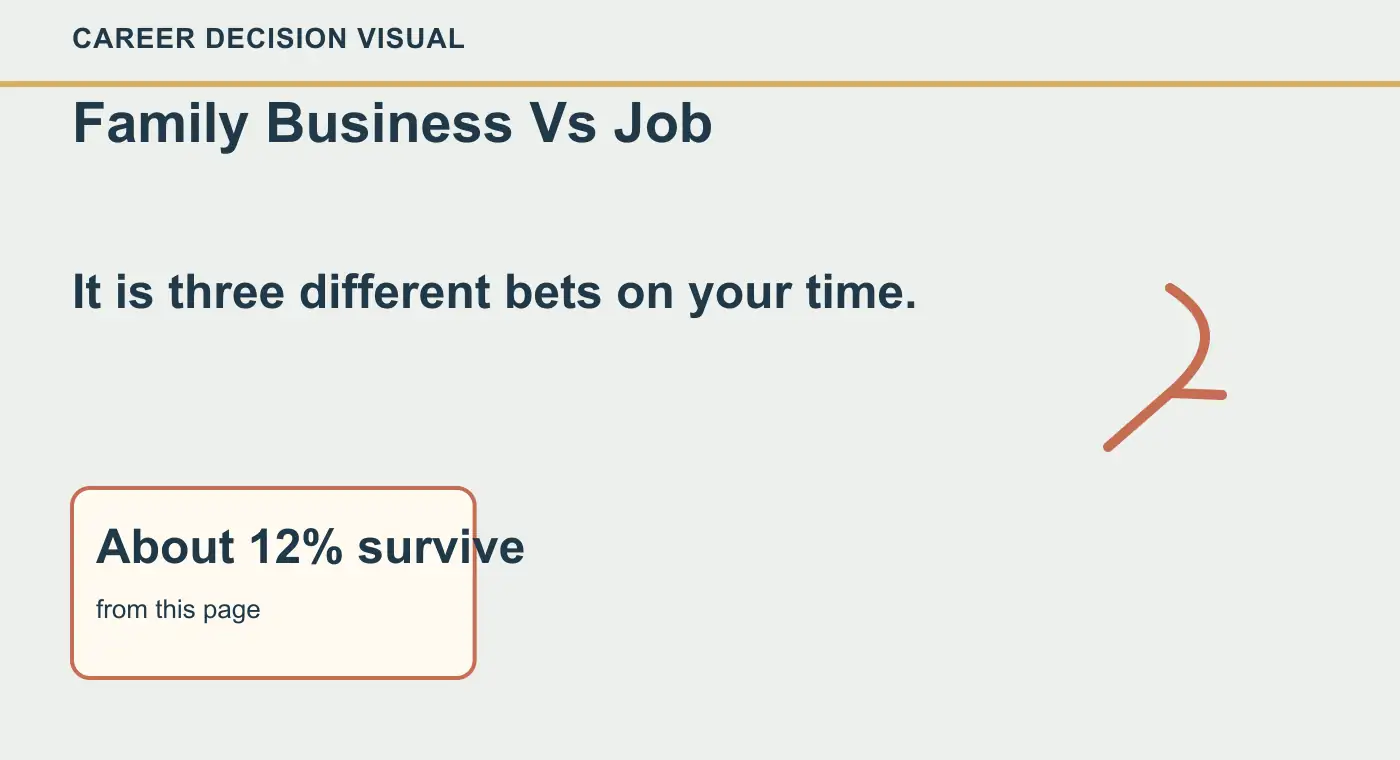 CAREER DECISION VISUAL
Family Business Vs Job
It is three different bets on your time.
About 12% survive
from this page